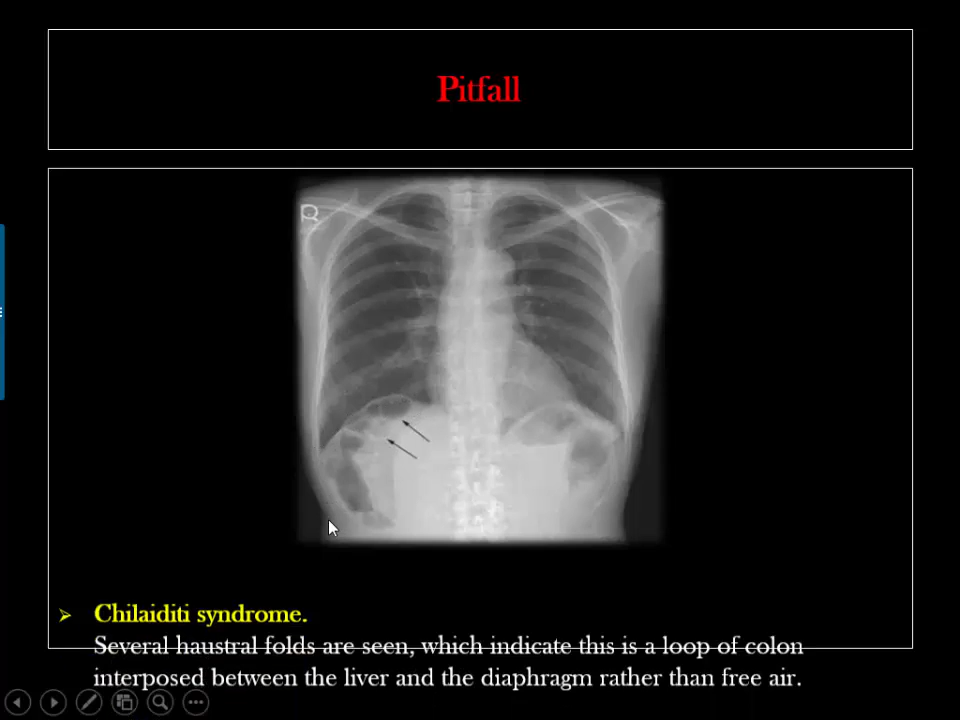 Pitfall
R
Chilaiditi syndrome.
Several haustral folds are seen, which indicate this is a loop of colon
interposed between the liver and the diaphragm rather than free air.